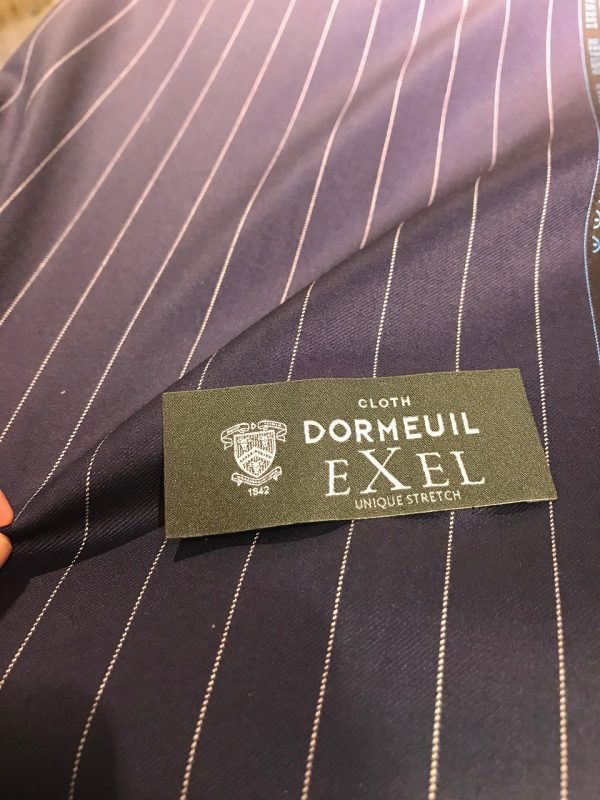 CLOTH
DORMEUIL
EXEL
UNIQUE STRETCH
1842